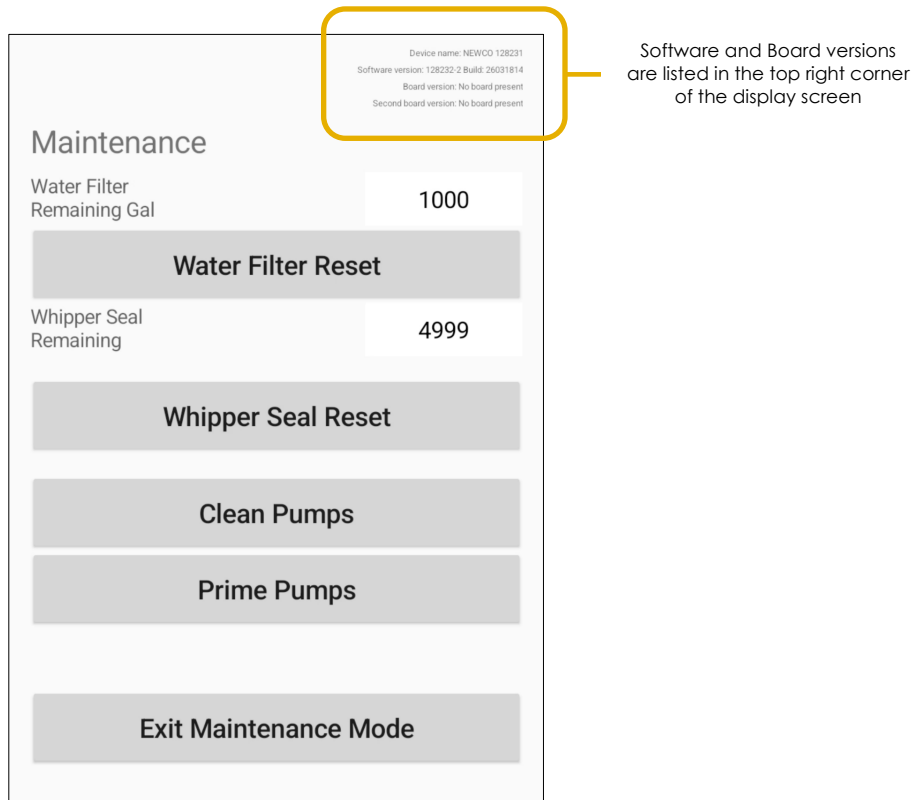 Device name: NEWCO 128231
Software version: 128232-2 Build: 26031814
Board version: No board present
Second board version: No board present
Software and Board versions
are listed in the top right corner
of the display screen
Maintenance
Water Filter
Remaining Gal
1000
Water Filter Reset
Whipper Seal
Remaining
4999
Whipper Seal Reset
Clean Pumps
Prime Pumps
Exit Maintenance Mode